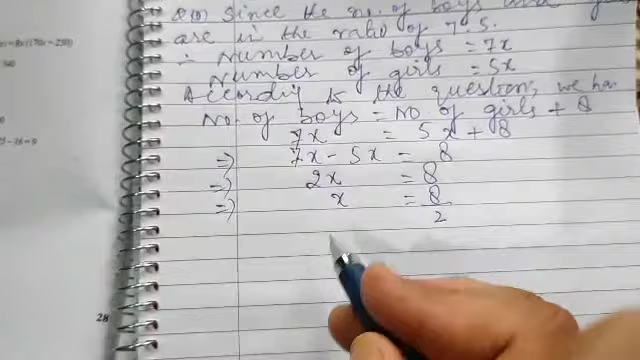 Since the no. of boys and
are in the ratio of 7:5.
∴ Number of boys = 7x
Number of girls = 5x
According to the question, we ha
No. of boys = No of girls + 8
7x = 5x + 8
=> 7x - 5x = 8
=> 2x = 8
=> x = 8/2
28